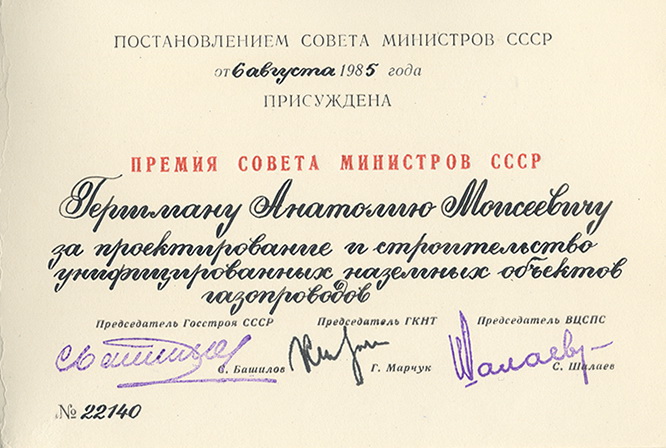 ПОСТАНОВЛЕНИЕМ СОВЕТА МИНИСТРОВ СССР
от 6 августа 1985 года
ПРИСУЖДЕНА
ПРЕМИЯ СОВЕТА МИНИСТРОВ СССР
Гершману Анатолию Моисеевичу
за проектирование и строительство
унифицированных наземных объектов
газопроводов
Председатель Госстроя СССР Председатель ГКНТ Председатель ВЦСПС
С. Башилов Г. Марчук С. Шалаев
№ 22140